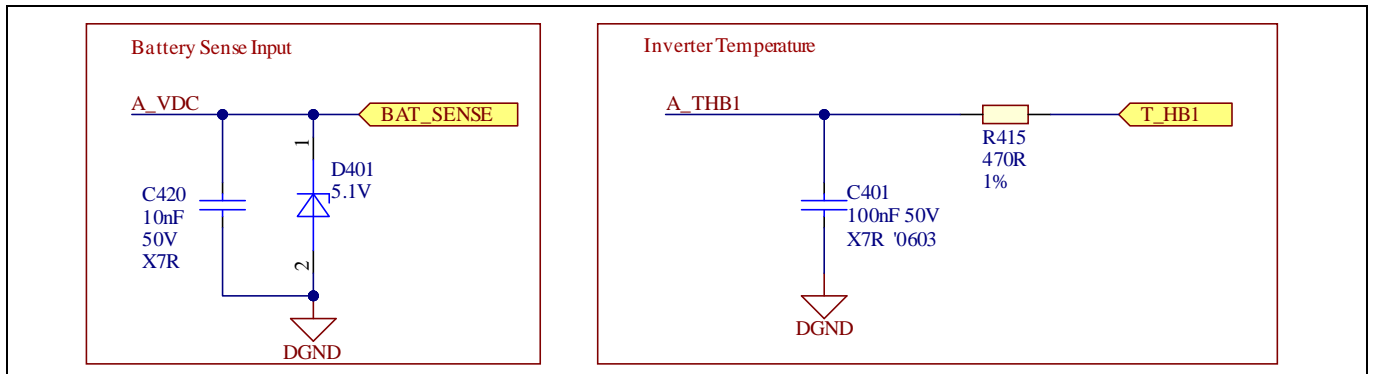 Battery Sense Input
A_VDC
BAT_SENSE
1
D401
5.1V
C420
10nF
50V
X7R
2
DGND
Inverter Temperature
A_THB1
T_HB1
R415
470R
1%
C401
100nF 50V
X7R '0603
DGND